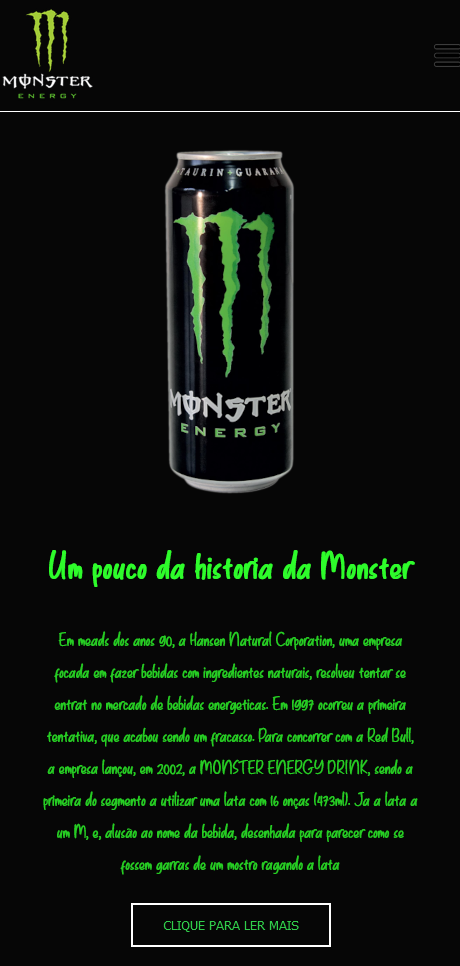 MONSTER
ENERGY
TAURIN+GUARAN
MONSTER
ENERGY
Um pouco da historia da Monster
Em meads dos anos 90, a Hansen Natural Corporation, uma empresa
focada em fazer bebidas com ingredientes naturais, resolveu tentar se
entrat no mercado de bebidas energeticas. Em 1997 ocorreu a primeira
tentativa, que acabou sendo um fracasso. Para concorrer com a Red Bull,
a empresa lançou, em 2002, a MONSTER ENERGY DRINK, sendo a
primeira do segmento a utilizar uma lata com 16 onças (473ml). Ja a lata a
um M, e, alusão ao nome da bebida, desenhada para parecer como se
fossem garras de um mostro ragando a lata
CLIQUE PARA LER MAIS